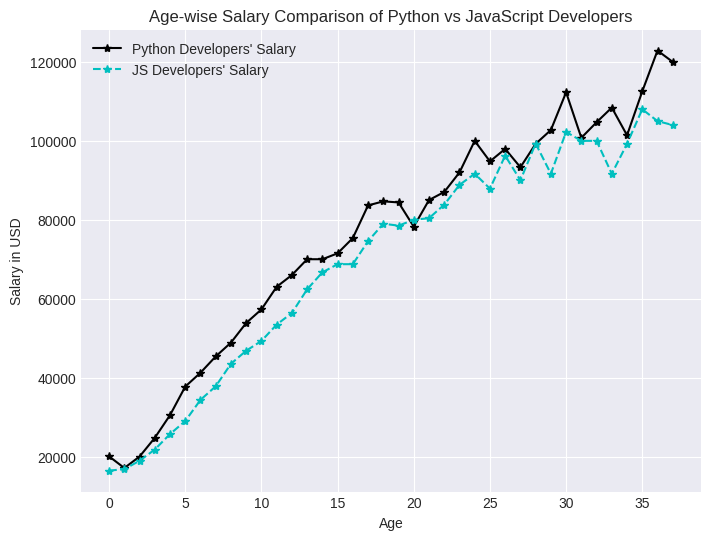 Age-wise Salary Comparison of Python vs JavaScript Developers
Python Developers' Salary
JS Developers' Salary
120000
100000
80000
60000
40000
20000
Salary in USD
0 5 10 15 20 25 30 35
Age